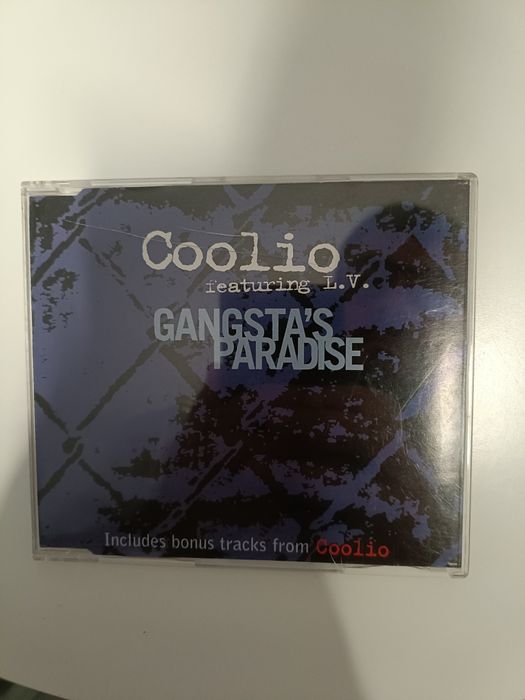 Coolio
featuring L.V.
GANGSTA'S
PARADISE
Includes bonus tracks from Coolio